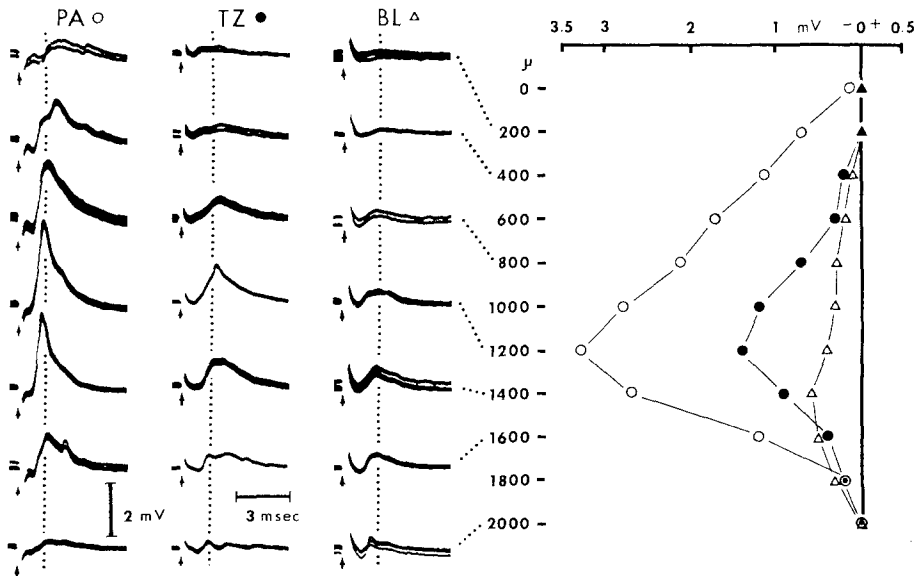 PA ○ TZ ● BL △
3.5 3 2 1 mV - 0 + 0.5
μ
0 -
200 -
400 -
600 -
800 -
1000 -
1200 -
1400 -
1600 -
1800 -
2000 -
2 mV
3 msec